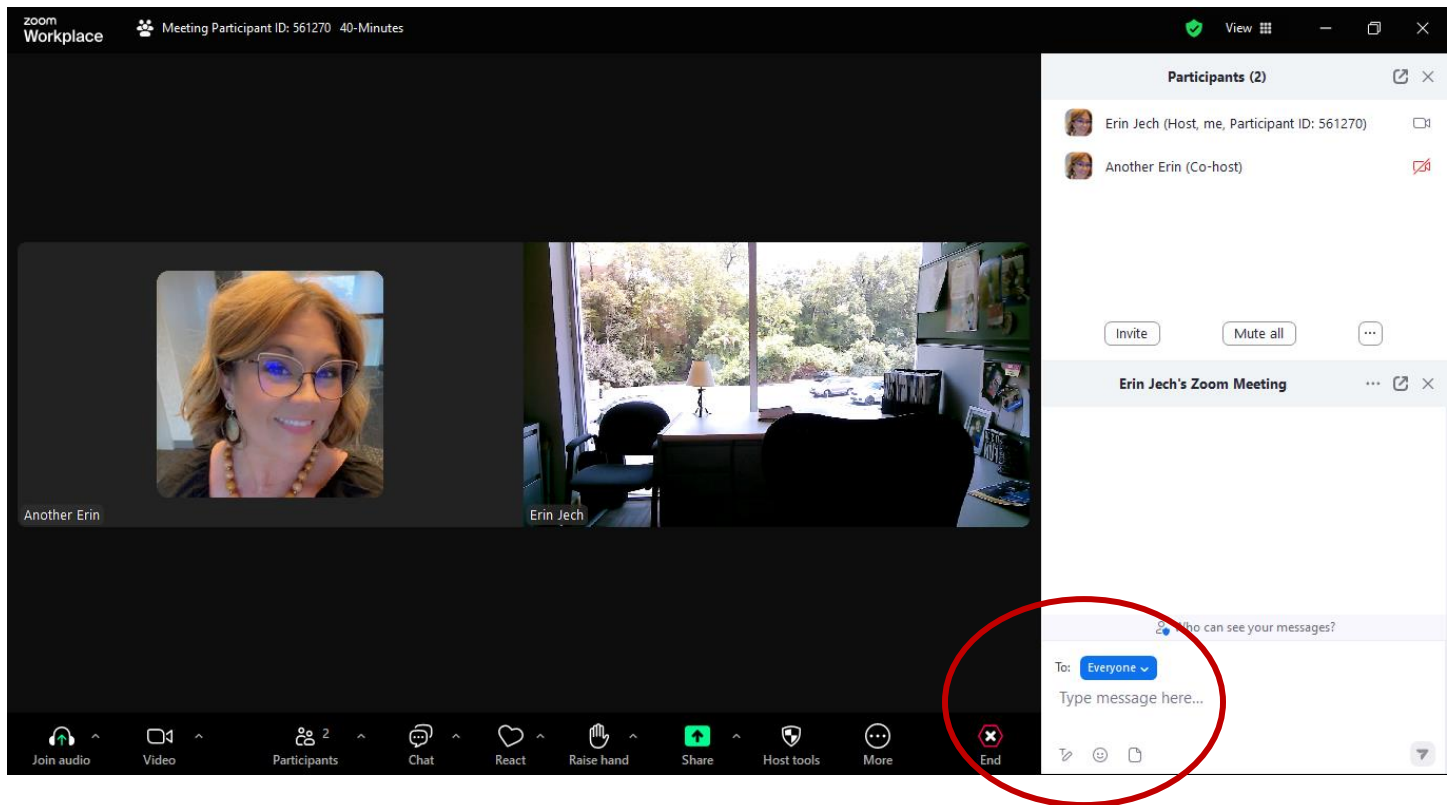 zoom
Workplace
Meeting Participant ID: 561270 40-Minutes
View
Participants (2)
Erin Jech (Host, me, Participant ID: 561270)
Another Erin (Co-host)
Invite Mute all
Erin Jech's Zoom Meeting
Another Erin
Erin Jech
Who can see your messages?
To: Everyone
Type message here...
Join audio Video Participants 2 Chat React Raise hand Share Host tools More End